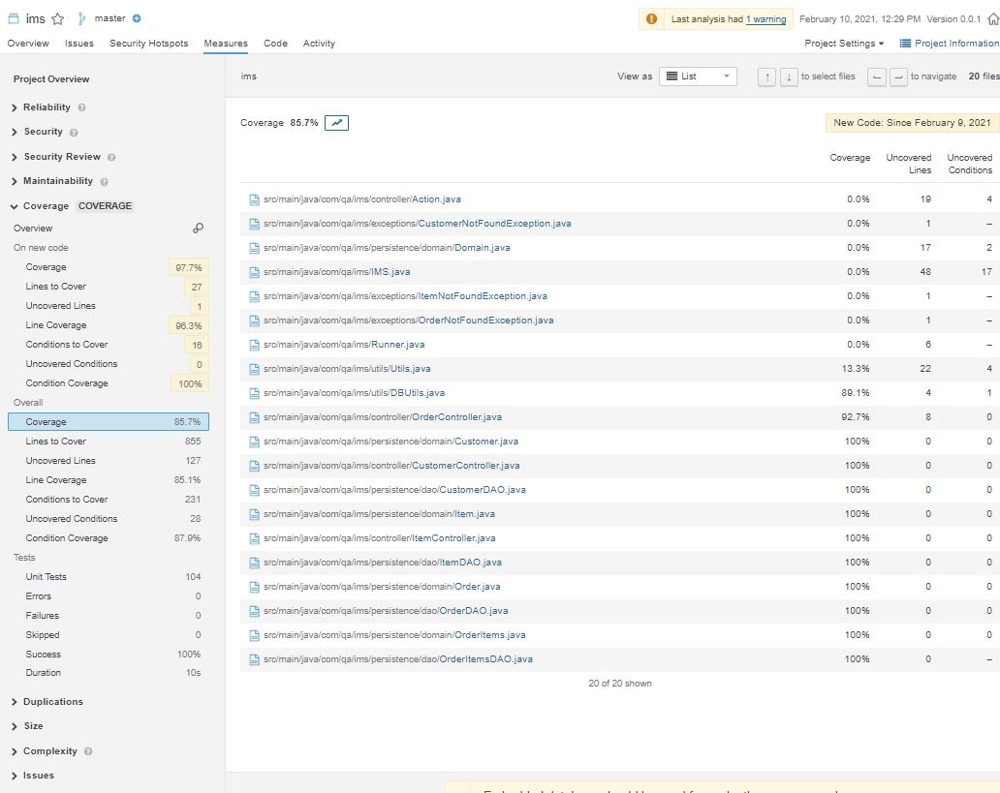 ims master
Last analysis had 1 warning February 10, 2021, 12:29 PM Version 0.0.1
Overview Issues Security Hotspots Measures Code Activity
Project Settings Project Information
Project Overview
Reliability
Security
Security Review
Maintainability
Coverage COVERAGE
Overview
On new code
Coverage 97.7%
Lines to Cover 27
Uncovered Lines 1
Line Coverage 96.3%
Conditions to Cover 16
Uncovered Conditions 0
Condition Coverage 100%
Overall
Coverage 85.7%
Lines to Cover 855
Uncovered Lines 127
Line Coverage 85.1%
Conditions to Cover 231
Uncovered Conditions 28
Condition Coverage 87.9%
Tests
Unit Tests 104
Errors 0
Failures 0
Skipped 0
Success 100%
Duration 10s
Duplications
Size
Complexity
Issues
ims View as List ↑ ↓ to select files ← → to navigate 20 files
Coverage 85.7% New Code: Since February 9, 2021
Coverage Uncovered Uncovered
Lines Conditions
src/main/java/com/qa/ims/controller/Action.java 0.0% 19 4
src/main/java/com/qa/ims/exceptions/CustomerNotFoundException.java 0.0% 1 –
src/main/java/com/qa/ims/persistence/domain/Domain.java 0.0% 17 2
src/main/java/com/qa/ims/IMS.java 0.0% 48 17
src/main/java/com/qa/ims/exceptions/ItemNotFoundException.java 0.0% 1 –
src/main/java/com/qa/ims/exceptions/OrderNotFoundException.java 0.0% 1 –
src/main/java/com/qa/ims/Runner.java 0.0% 6 –
src/main/java/com/qa/ims/utils/Utils.java 13.3% 22 4
src/main/java/com/qa/ims/utils/DBUtils.java 89.1% 4 1
src/main/java/com/qa/ims/controller/OrderController.java 92.7% 8 0
src/main/java/com/qa/ims/persistence/domain/Customer.java 100% 0 0
src/main/java/com/qa/ims/controller/CustomerController.java 100% 0 0
src/main/java/com/qa/ims/persistence/dao/CustomerDAO.java 100% 0 0
src/main/java/com/qa/ims/persistence/domain/Item.java 100% 0 0
src/main/java/com/qa/ims/controller/ItemController.java 100% 0 0
src/main/java/com/qa/ims/persistence/dao/ItemDAO.java 100% 0 0
src/main/java/com/qa/ims/persistence/domain/Order.java 100% 0 0
src/main/java/com/qa/ims/persistence/dao/OrderDAO.java 100% 0 0
src/main/java/com/qa/ims/persistence/domain/OrderItems.java 100% 0 0
src/main/java/com/qa/ims/persistence/dao/OrderItemsDAO.java 100% 0 –
20 of 20 shown